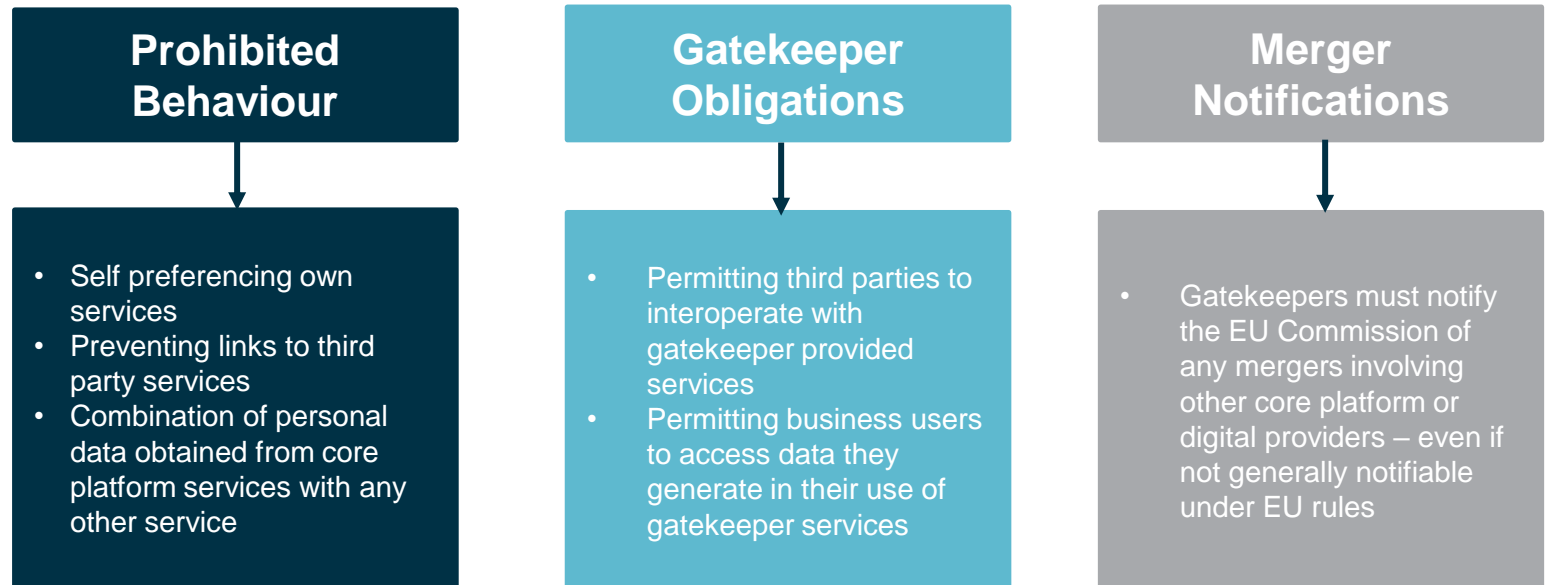 Prohibited
Behaviour
• Self preferencing own
services
• Preventing links to third
party services
• Combination of personal
data obtained from core
platform services with any
other service
Gatekeeper
Obligations
• Permitting third parties to
interoperate with
gatekeeper provided
services
• Permitting business users
to access data they
generate in their use of
gatekeeper services
Merger
Notifications
• Gatekeepers must notify
the EU Commission of
any mergers involving
other core platform or
digital providers – even if
not generally notifiable
under EU rules